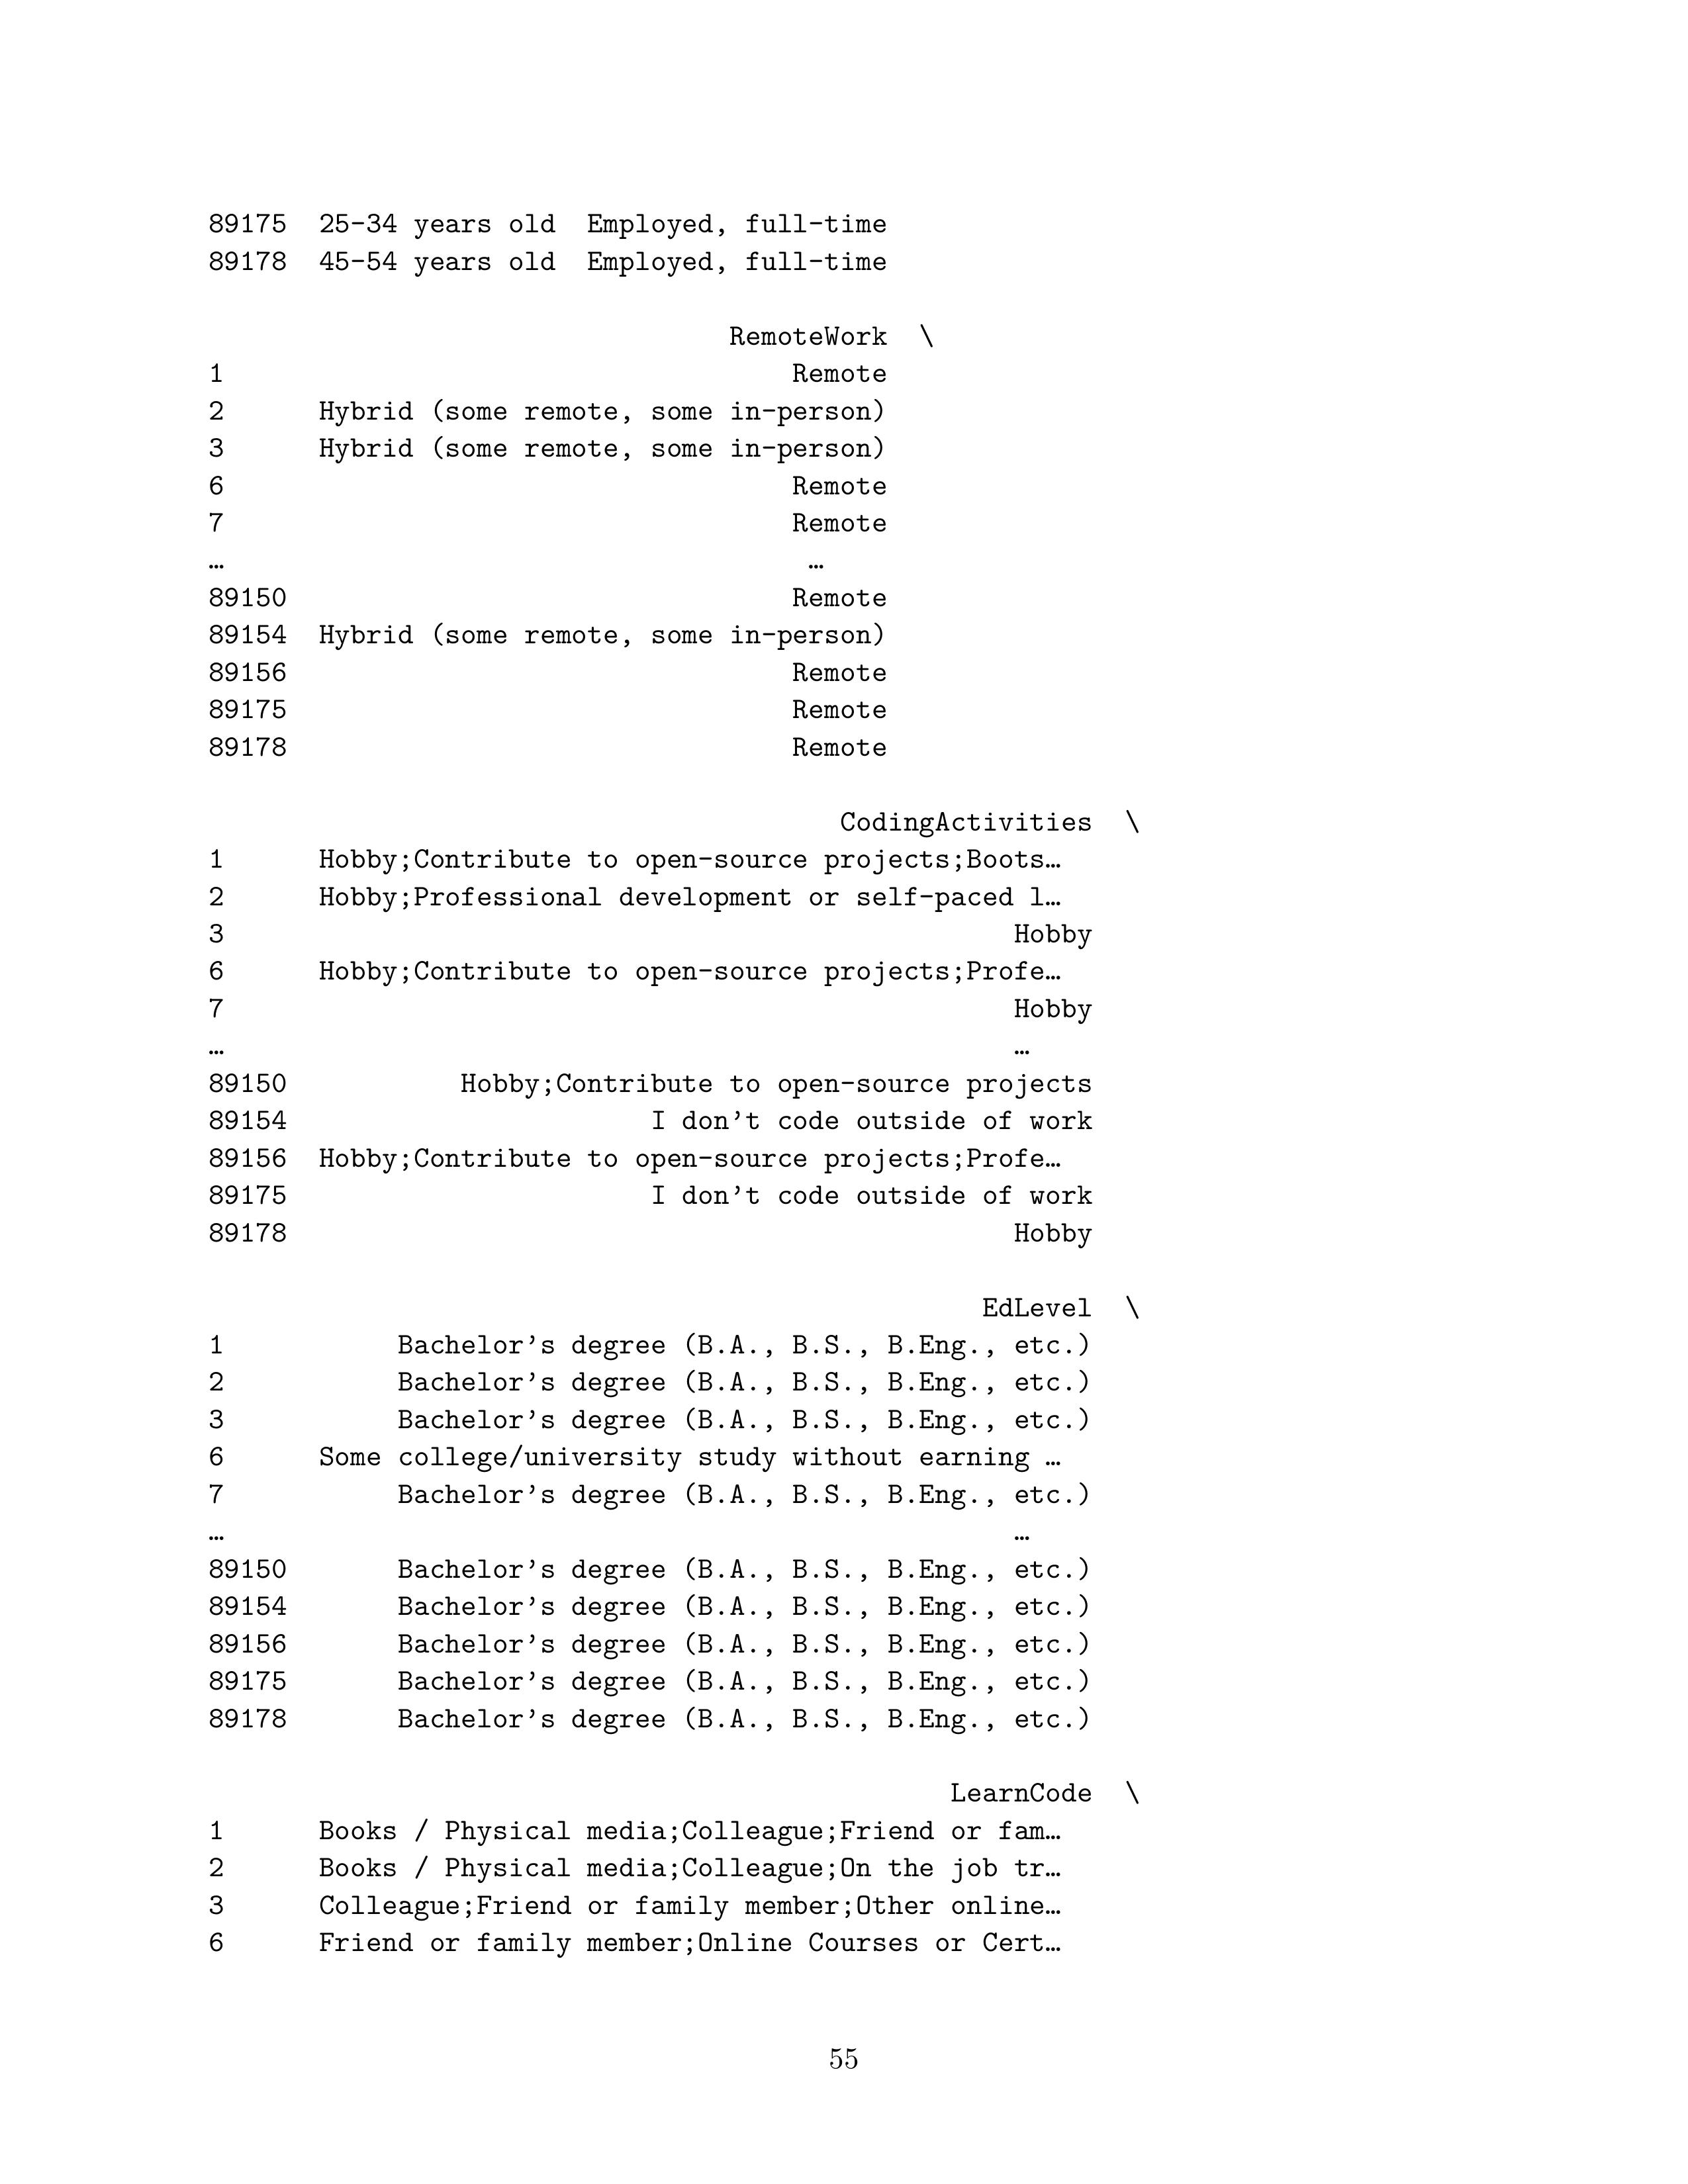 89175  25-34 years old  Employed, full-time
89178  45-54 years old  Employed, full-time
RemoteWork  \
1  Remote
2  Hybrid (some remote, some in-person)
3  Hybrid (some remote, some in-person)
6  Remote
7  Remote
…  …
89150  Remote
89154  Hybrid (some remote, some in-person)
89156  Remote
89175  Remote
89178  Remote
CodingActivities  \
1  Hobby;Contribute to open-source projects;Boots…
2  Hobby;Professional development or self-paced l…
3  Hobby
6  Hobby;Contribute to open-source projects;Profe…
7  Hobby
…  …
89150  Hobby;Contribute to open-source projects
89154  I don't code outside of work
89156  Hobby;Contribute to open-source projects;Profe…
89175  I don't code outside of work
89178  Hobby
EdLevel  \
1  Bachelor's degree (B.A., B.S., B.Eng., etc.)
2  Bachelor's degree (B.A., B.S., B.Eng., etc.)
3  Bachelor's degree (B.A., B.S., B.Eng., etc.)
6  Some college/university study without earning …
7  Bachelor's degree (B.A., B.S., B.Eng., etc.)
…  …
89150  Bachelor's degree (B.A., B.S., B.Eng., etc.)
89154  Bachelor's degree (B.A., B.S., B.Eng., etc.)
89156  Bachelor's degree (B.A., B.S., B.Eng., etc.)
89175  Bachelor's degree (B.A., B.S., B.Eng., etc.)
89178  Bachelor's degree (B.A., B.S., B.Eng., etc.)
LearnCode  \
1  Books / Physical media;Colleague;Friend or fam…
2  Books / Physical media;Colleague;On the job tr…
3  Colleague;Friend or family member;Other online…
6  Friend or family member;Online Courses or Cert…
55